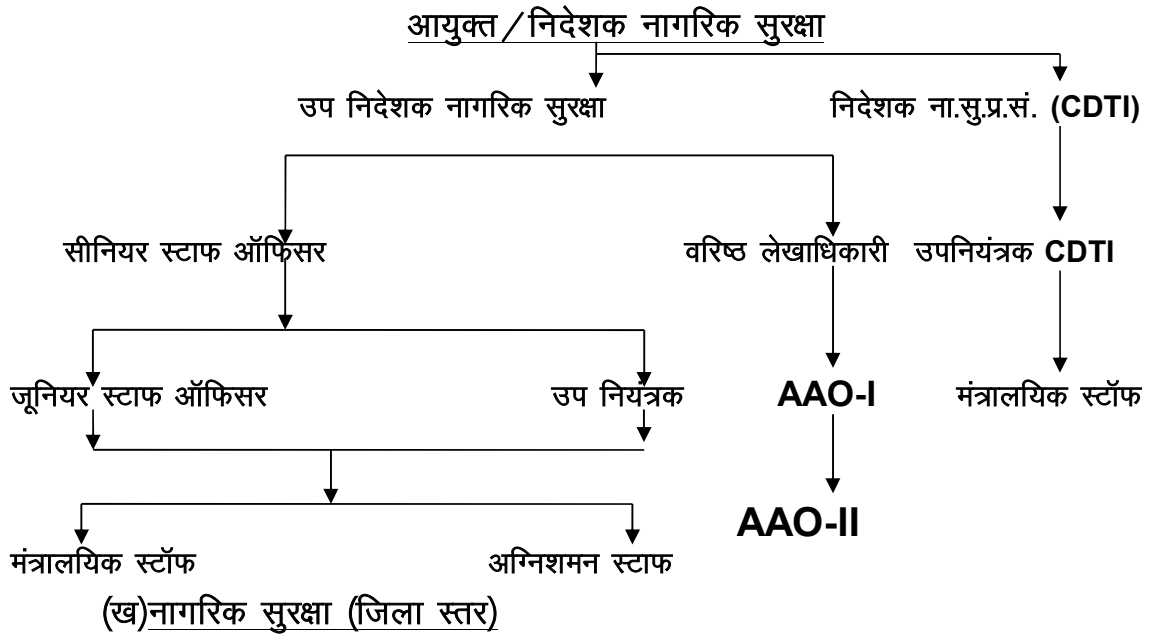 आयुक्त/निदेशक नागरिक सुरक्षा
उप निदेशक नागरिक सुरक्षा निदेशक ना.सु.प्र.सं. (CDTI)
सीनियर स्टाफ ऑफिसर वरिष्ठ लेखाधिकारी उपनियंत्रक CDTI
जूनियर स्टाफ ऑफिसर उप नियंत्रक AAO-I मंत्रालयिक स्टॉफ
AAO-II
मंत्रालयिक स्टॉफ अग्निशमन स्टाफ
(ख)नागरिक सुरक्षा (जिला स्तर)